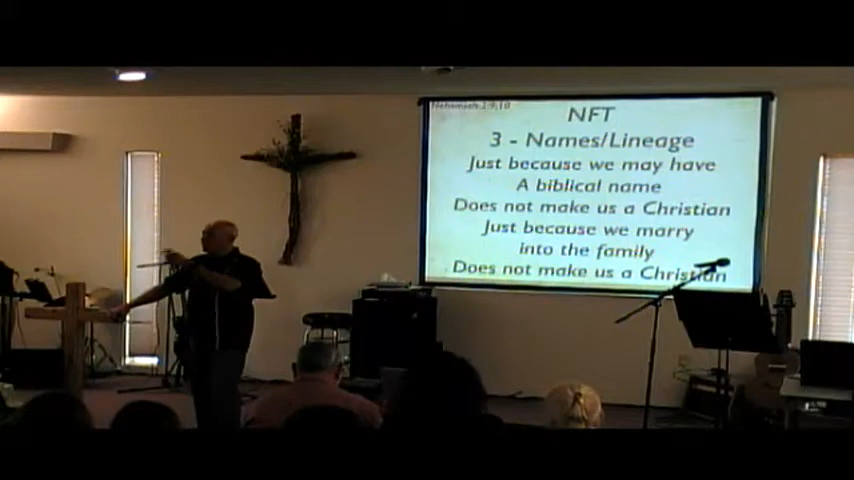 Nehemiah 2:9,10
NFT
3 - Names/Lineage
Just because we may have
A biblical name
Does not make us a Christian
Just because we marry
into the family
Does not make us a Christian